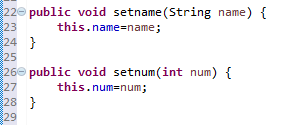 22 public void setname(String name) {
23     this.name=name;
24 }
25
26 public void setnum(int num) {
27     this.num=num;
28 }
29